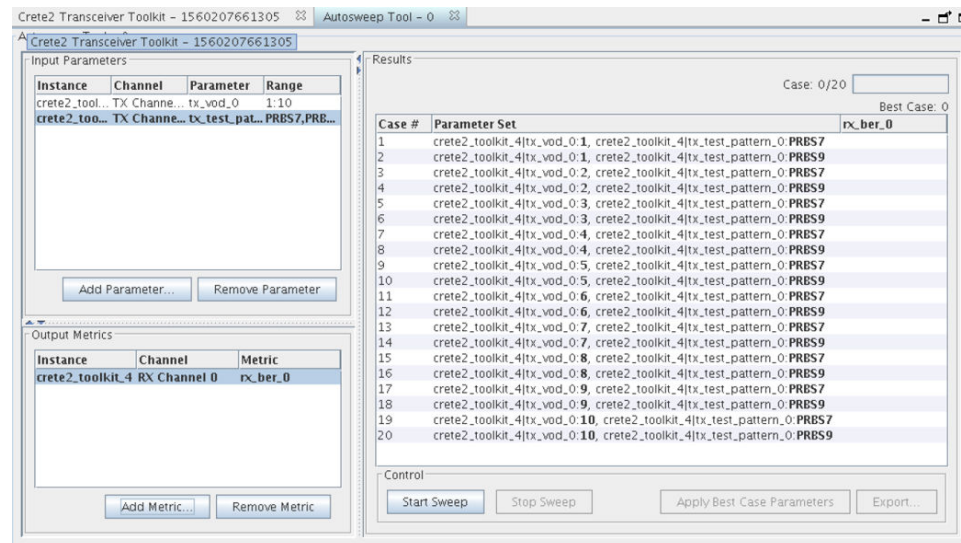 Crete2 Transceiver Toolkit – 1560207661305 Autosweep Tool – 0
Crete2 Transceiver Toolkit – 1560207661305
Input Parameters
Instance Channel Parameter Range
crete2_tool... TX Channe... tx_vod_0 1:10
crete2_too... TX Channe... tx_test_pat... PRBS7,PRB...
Add Parameter... Remove Parameter
Output Metrics
Instance Channel Metric
crete2_toolkit_4 RX Channel 0 rx_ber_0
Add Metric... Remove Metric
Results
Case: 0/20
Best Case: 0
Case # Parameter Set rx_ber_0
1 crete2_toolkit_4|tx_vod_0:1, crete2_toolkit_4|tx_test_pattern_0:PRBS7
2 crete2_toolkit_4|tx_vod_0:1, crete2_toolkit_4|tx_test_pattern_0:PRBS9
3 crete2_toolkit_4|tx_vod_0:2, crete2_toolkit_4|tx_test_pattern_0:PRBS7
4 crete2_toolkit_4|tx_vod_0:2, crete2_toolkit_4|tx_test_pattern_0:PRBS9
5 crete2_toolkit_4|tx_vod_0:3, crete2_toolkit_4|tx_test_pattern_0:PRBS7
6 crete2_toolkit_4|tx_vod_0:3, crete2_toolkit_4|tx_test_pattern_0:PRBS9
7 crete2_toolkit_4|tx_vod_0:4, crete2_toolkit_4|tx_test_pattern_0:PRBS7
8 crete2_toolkit_4|tx_vod_0:4, crete2_toolkit_4|tx_test_pattern_0:PRBS9
9 crete2_toolkit_4|tx_vod_0:5, crete2_toolkit_4|tx_test_pattern_0:PRBS7
10 crete2_toolkit_4|tx_vod_0:5, crete2_toolkit_4|tx_test_pattern_0:PRBS9
11 crete2_toolkit_4|tx_vod_0:6, crete2_toolkit_4|tx_test_pattern_0:PRBS7
12 crete2_toolkit_4|tx_vod_0:6, crete2_toolkit_4|tx_test_pattern_0:PRBS9
13 crete2_toolkit_4|tx_vod_0:7, crete2_toolkit_4|tx_test_pattern_0:PRBS7
14 crete2_toolkit_4|tx_vod_0:7, crete2_toolkit_4|tx_test_pattern_0:PRBS9
15 crete2_toolkit_4|tx_vod_0:8, crete2_toolkit_4|tx_test_pattern_0:PRBS7
16 crete2_toolkit_4|tx_vod_0:8, crete2_toolkit_4|tx_test_pattern_0:PRBS9
17 crete2_toolkit_4|tx_vod_0:9, crete2_toolkit_4|tx_test_pattern_0:PRBS7
18 crete2_toolkit_4|tx_vod_0:9, crete2_toolkit_4|tx_test_pattern_0:PRBS9
19 crete2_toolkit_4|tx_vod_0:10, crete2_toolkit_4|tx_test_pattern_0:PRBS7
20 crete2_toolkit_4|tx_vod_0:10, crete2_toolkit_4|tx_test_pattern_0:PRBS9
Control
Start Sweep Stop Sweep Apply Best Case Parameters Export...